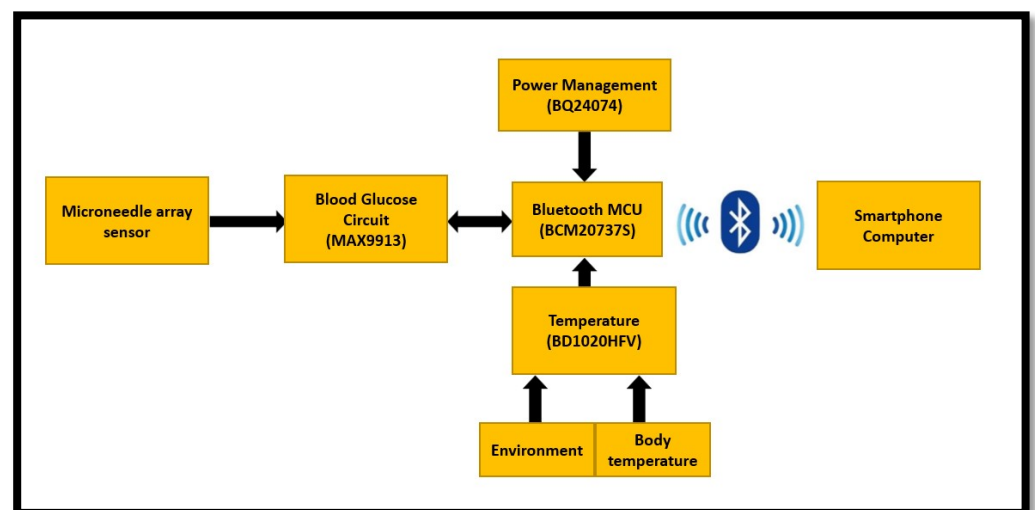 Power Management
(BQ24074)
Microneedle array
sensor
Blood Glucose
Circuit
(MAX9913)
Bluetooth MCU
(BCM20737S)
Smartphone
Computer
Temperature
(BD1020HFV)
Environment
Body
temperature